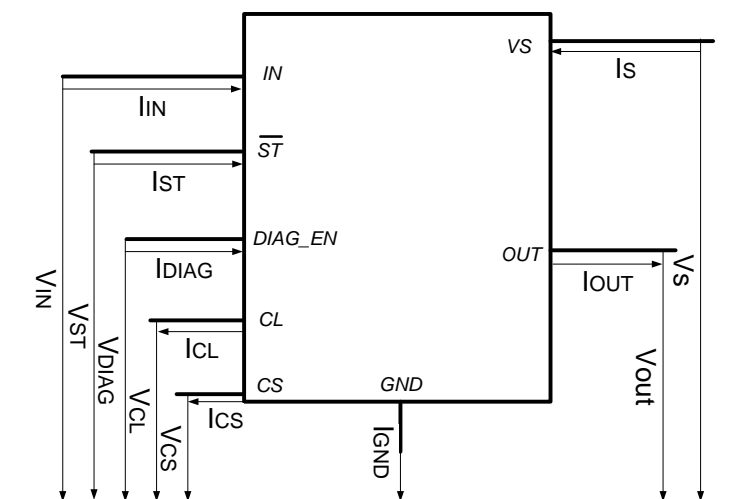 VS
IS
IN
IIN
ST
IST
DIAG_EN
IDIAG
OUT
IOUT
CL
ICL
CS
ICS
GND
IGND
VIN
VST
VDIAG
VCL
VCS
Vout
VS